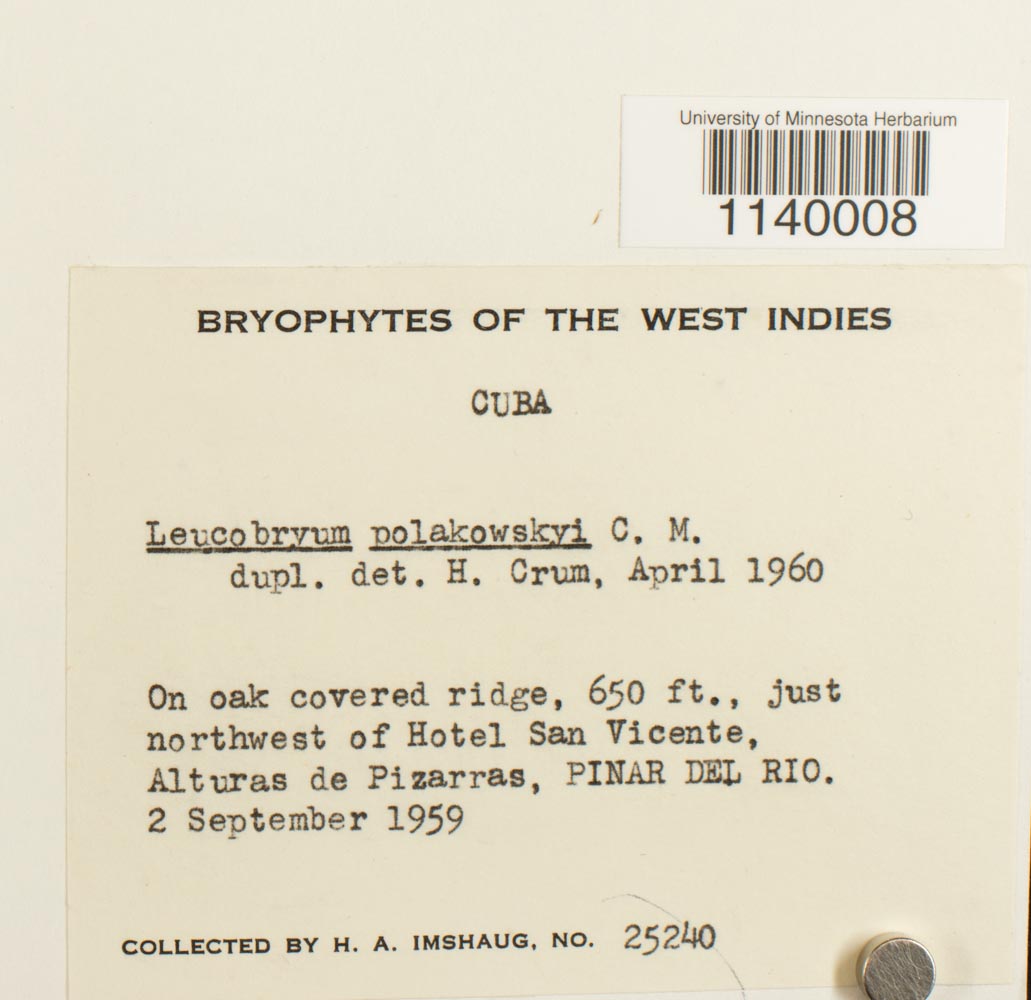 University of Minnesota Herbarium
1140008
BRYOPHYTES OF THE WEST INDIES
CUBA
Leucobryum polakowskyi C. M.
dupl. det. H. Crum, April 1960
On oak covered ridge, 650 ft., just
northwest of Hotel San Vicente,
Alturas de Pizarras, PINAR DEL RIO.
2 September 1959
COLLECTED BY H. A. IMSHAUG, NO. 25240